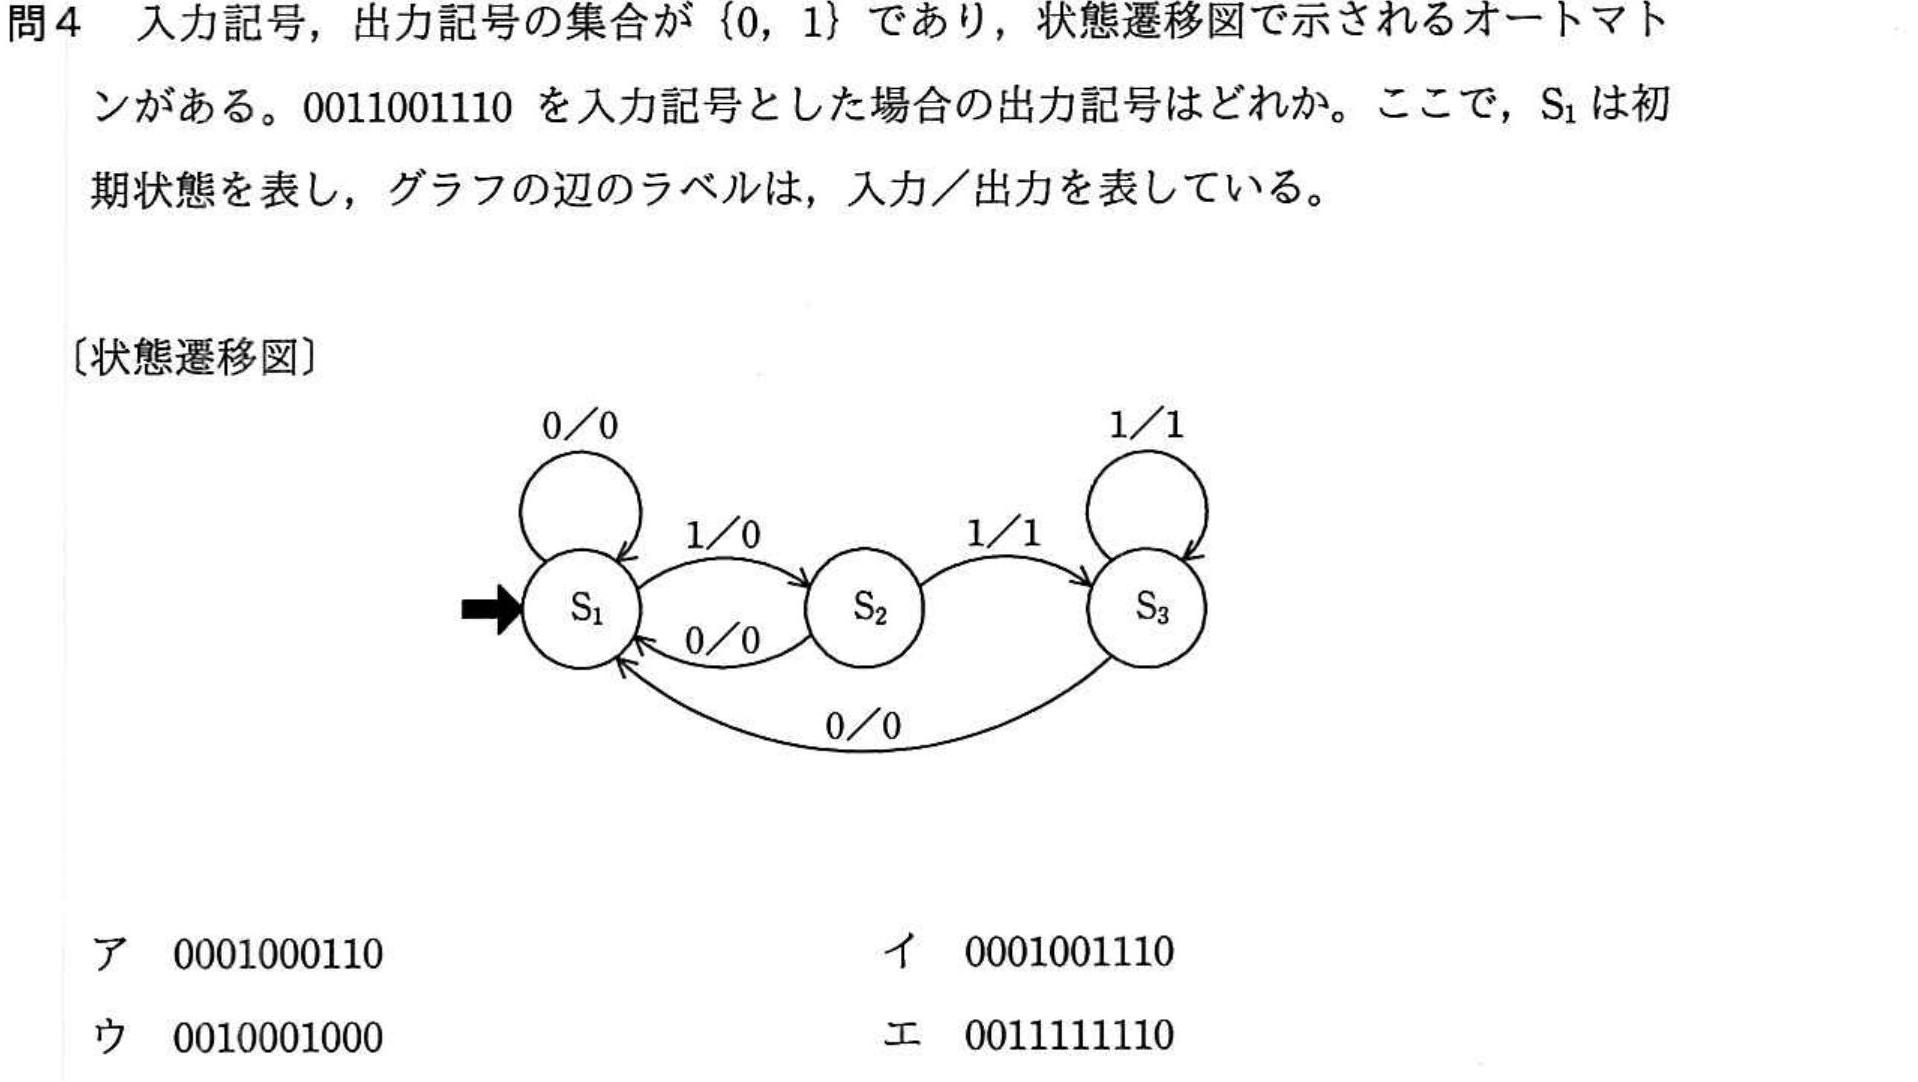 問4 入力記号，出力記号の集合が {0，1} であり，状態遷移図で示されるオートマト
ンがある。0011001110 を入力記号とした場合の出力記号はどれか。ここで，S₁ は初
期状態を表し，グラフの辺のラベルは，入力／出力を表している。
〔状態遷移図〕
0／0
1／1
1／0
1／1
S₁
S₂
S₃
0／0
0／0
ア 0001000110
イ 0001001110
ウ 0010001000
エ 0011111110